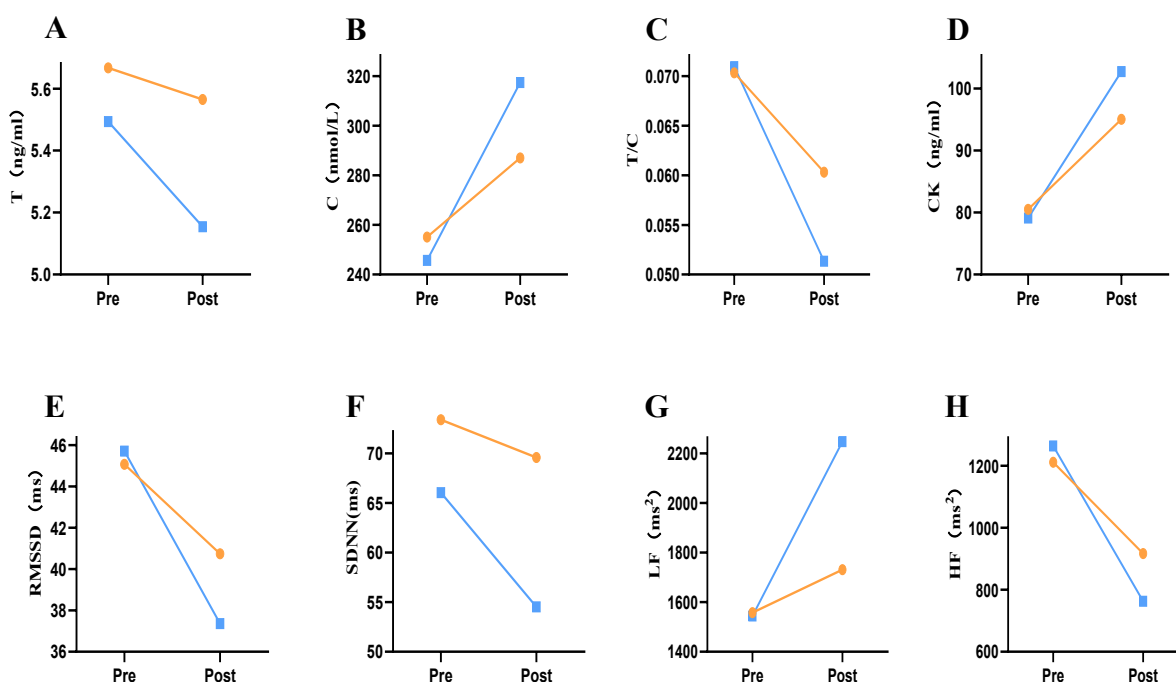 A
T（ng/ml）
5.6
5.4
5.2
5.0
Pre
Post
B
C（nmol/L）
320
300
280
260
240
Pre
Post
C
T/C
0.070
0.065
0.060
0.055
0.050
Pre
Post
D
CK（ng/ml）
100
90
80
70
Pre
Post
E
RMSSD（ms）
46
44
42
40
38
36
Pre
Post
F
SDNN(ms)
70
65
60
55
50
Pre
Post
G
LF（ms²）
2200
2000
1800
1600
1400
Pre
Post
H
HF（ms²）
1200
1000
800
600
Pre
Post